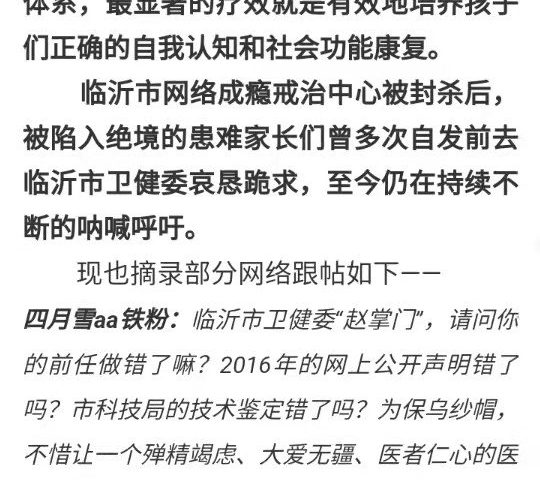 体系，最显著的疗效就是有效地培养孩子
们正确的自我认知和社会功能康复。
临沂市网络成瘾戒治中心被封杀后，
被陷入绝境的患难家长们曾多次自发前去
临沂市卫健委哀恳跪求，至今仍在持续不
断的呐喊呼吁。
现也摘录部分网络跟帖如下——
四月雪aa铁粉：临沂市卫健委“赵掌门”，请问你
的前任做错了嘛？2016年的网上公开声明错了
吗？市科技局的技术鉴定错了吗？为保乌纱帽，
不惜让一个殚精竭虑、大爱无疆、医者仁心的医